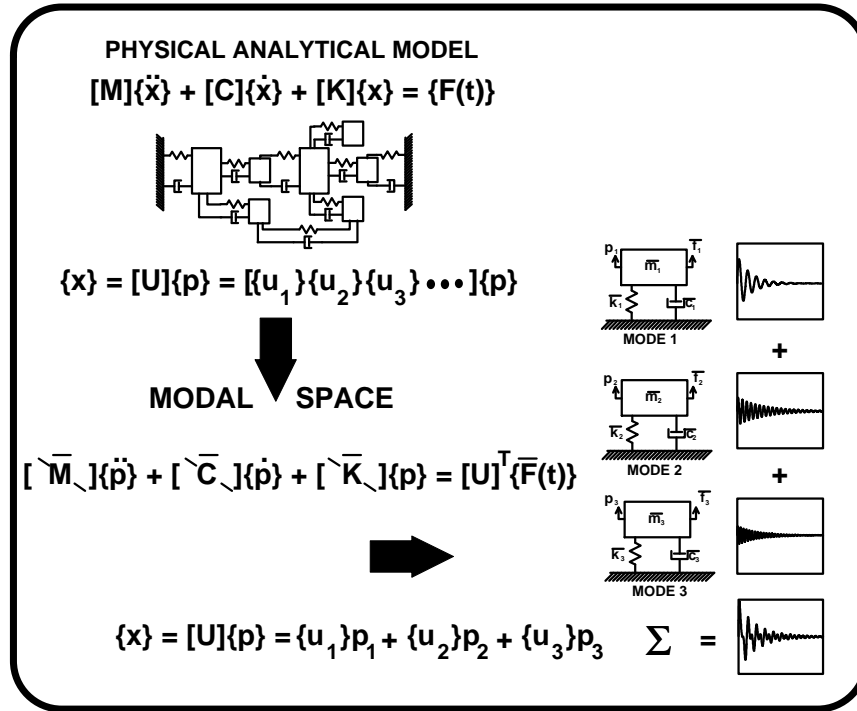 PHYSICAL ANALYTICAL MODEL
[M]{ẍ} + [C]{ẋ} + [K]{x} = {F(t)}
{x} = [U]{p} = [{u₁}{u₂}{u₃}•••]{p}
MODAL SPACE
[ M̅ ]{p̈} + [ C̅ ]{ṗ} + [ K̅ ]{p} = [U]ᵀ{F̅(t)}
{x} = [U]{p} = {u₁}p₁ + {u₂}p₂ + {u₃}p₃ Σ =
p₁ f̅₁
m̅₁
k̅₁ c̅₁
MODE 1
+
p₂ f̅₂
m̅₂
k̅₂ c̅₂
MODE 2
+
p₃ f̅₃
m̅₃
k̅₃ c̅₃
MODE 3